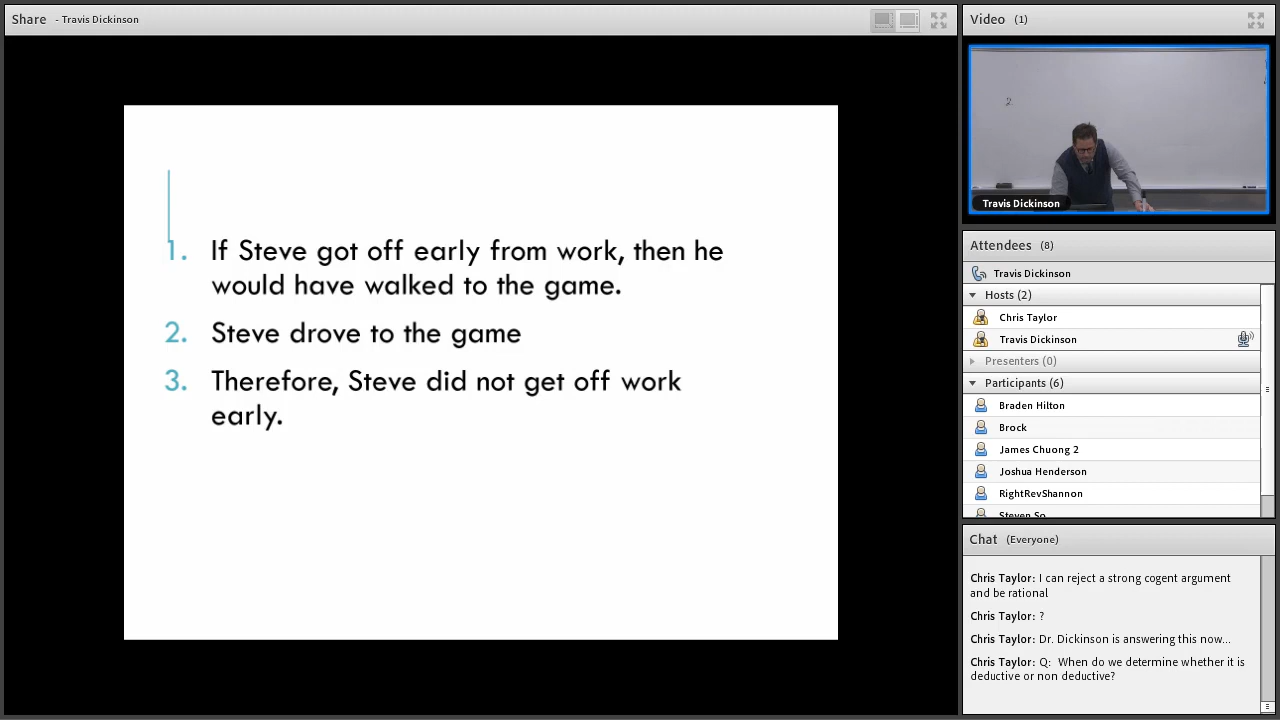 Share - Travis Dickinson
1. If Steve got off early from work, then he
would have walked to the game.
2. Steve drove to the game
3. Therefore, Steve did not get off work
early.
Video (1)
2
Travis Dickinson
Attendees (8)
Travis Dickinson
Hosts (2)
Chris Taylor
Travis Dickinson
Presenters (0)
Participants (6)
Braden Hilton
Brock
James Chuong 2
Joshua Henderson
RightRevShannon
Steven So
Chat (Everyone)
Chris Taylor: I can reject a strong cogent argument
and be rational
Chris Taylor: ?
Chris Taylor: Dr. Dickinson is answering this now...
Chris Taylor: Q: When do we determine whether it is
deductive or non deductive?